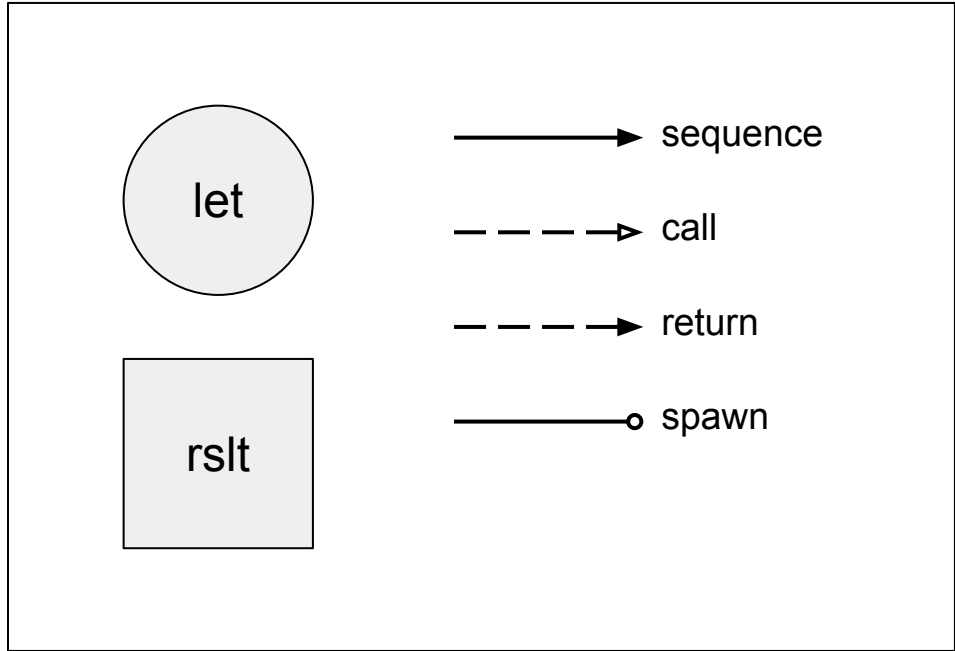 let
rslt
sequence
call
return
spawn